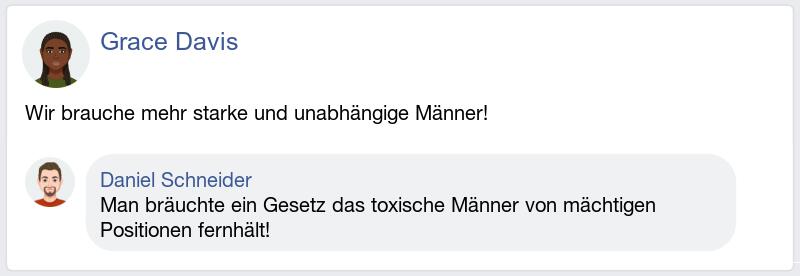 Grace Davis
Wir brauche mehr starke und unabhängige Männer!
Daniel Schneider
Man bräuchte ein Gesetz das toxische Männer von mächtigen
Positionen fernhält!